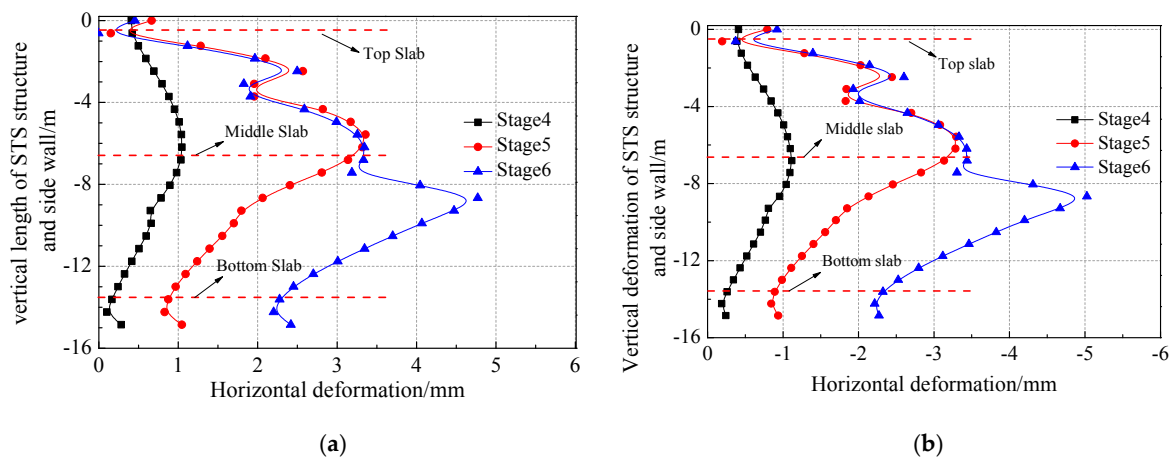 vertical length of STS structure
and side wall/m
0
-4
-8
-12
-16
Top Slab
Middle Slab
Bottom Slab
Stage4
Stage5
Stage6
0 1 2 3 4 5 6
Horizontal deformation/mm
(a)
Vertical deformation of STS structure
and side wall/m
0
-4
-8
-12
-16
Top slab
Middle slab
Bottom slab
Stage4
Stage5
Stage6
0 -1 -2 -3 -4 -5 -6
Horizontal deformation/mm
(b)